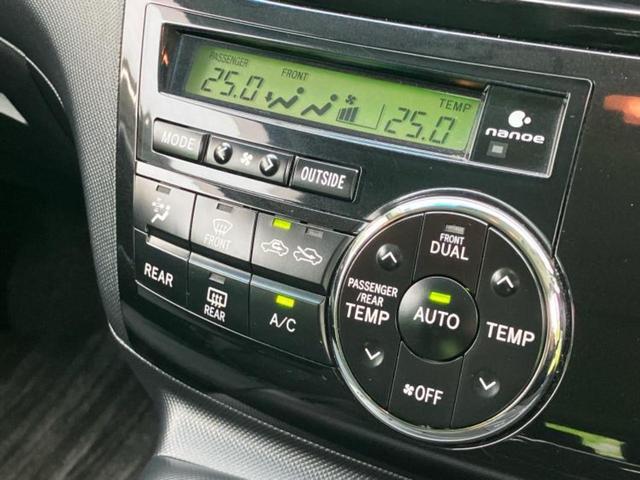 PASSENGER FRONT TEMP
25.0 25.0
nanoe
MODE OUTSIDE
FRONT
REAR
REAR
A/C
FRONT
DUAL
PASSENGER
/REAR
TEMP
AUTO
TEMP
OFF